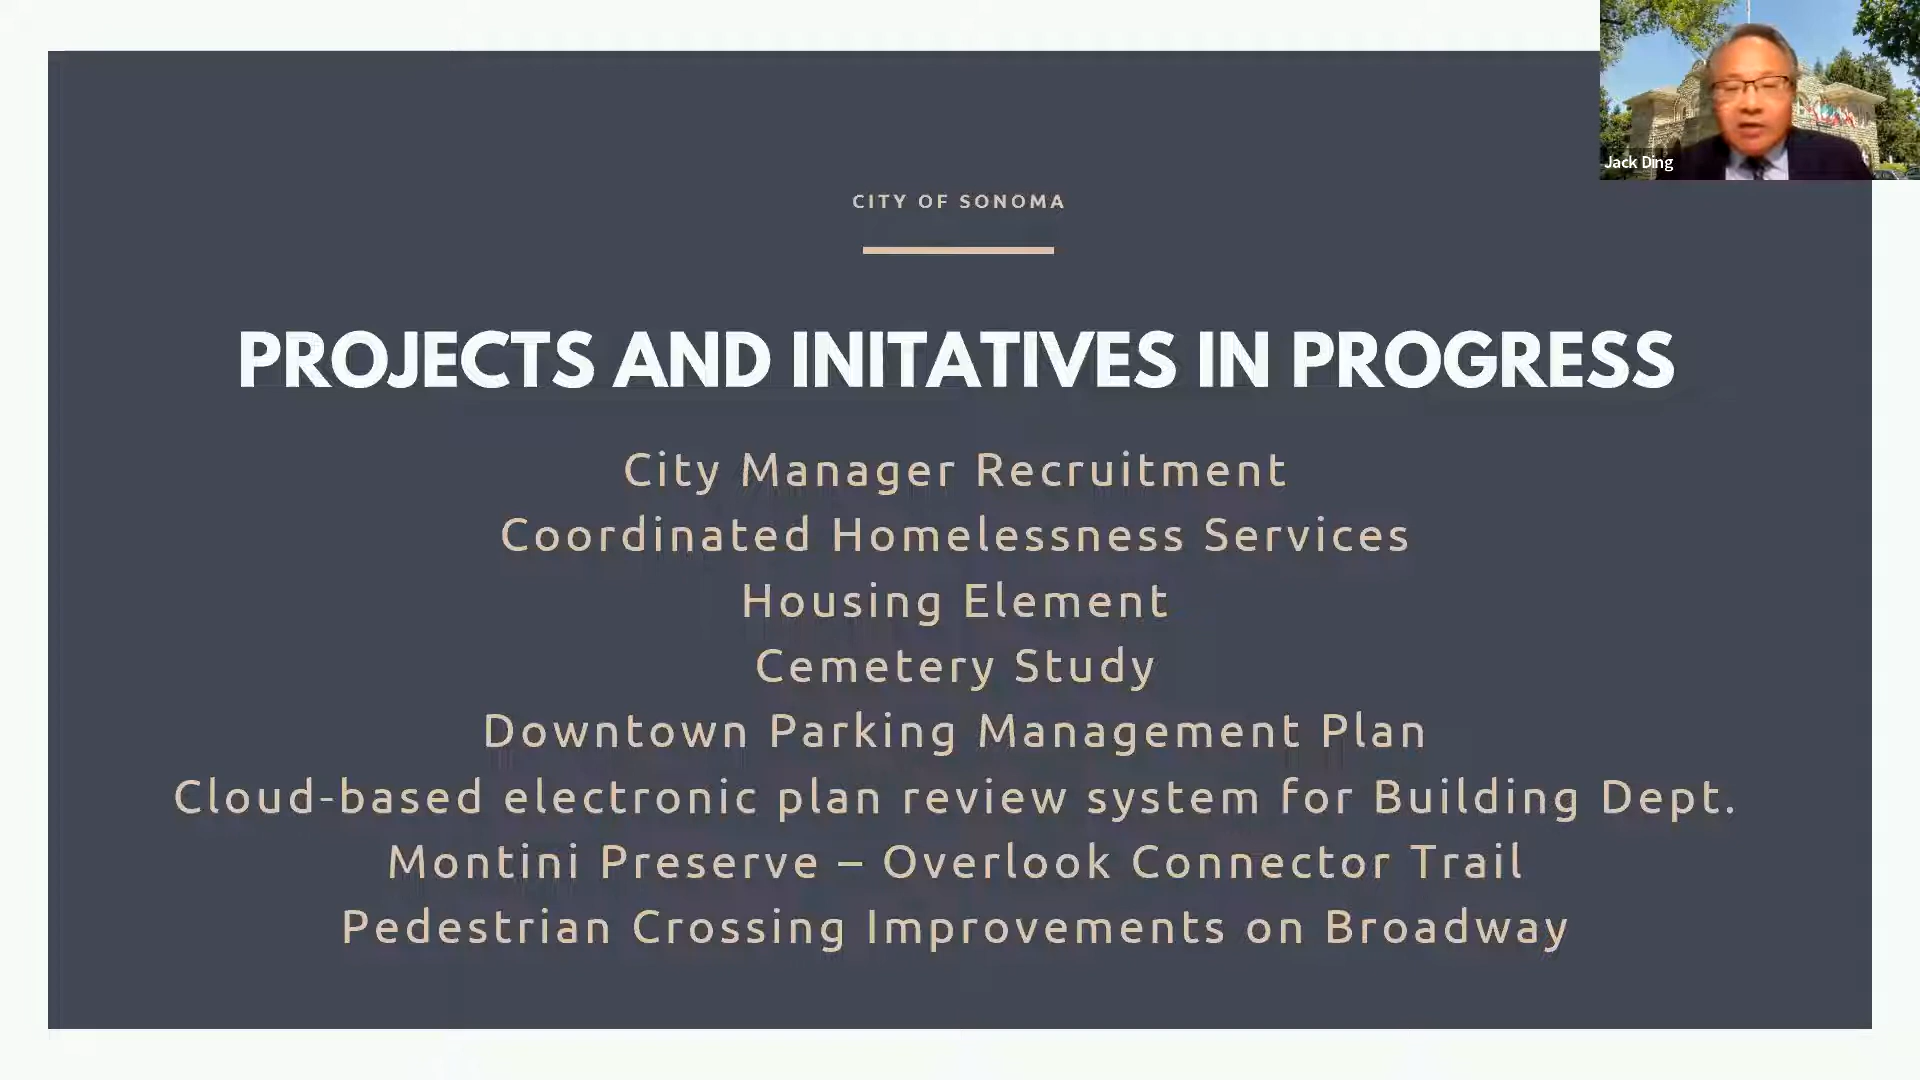 CITY OF SONOMA
PROJECTS AND INITATIVES IN PROGRESS
City Manager Recruitment
Coordinated Homelessness Services
Housing Element
Cemetery Study
Downtown Parking Management Plan
Cloud-based electronic plan review system for Building Dept.
Montini Preserve – Overlook Connector Trail
Pedestrian Crossing Improvements on Broadway
Jack Ding